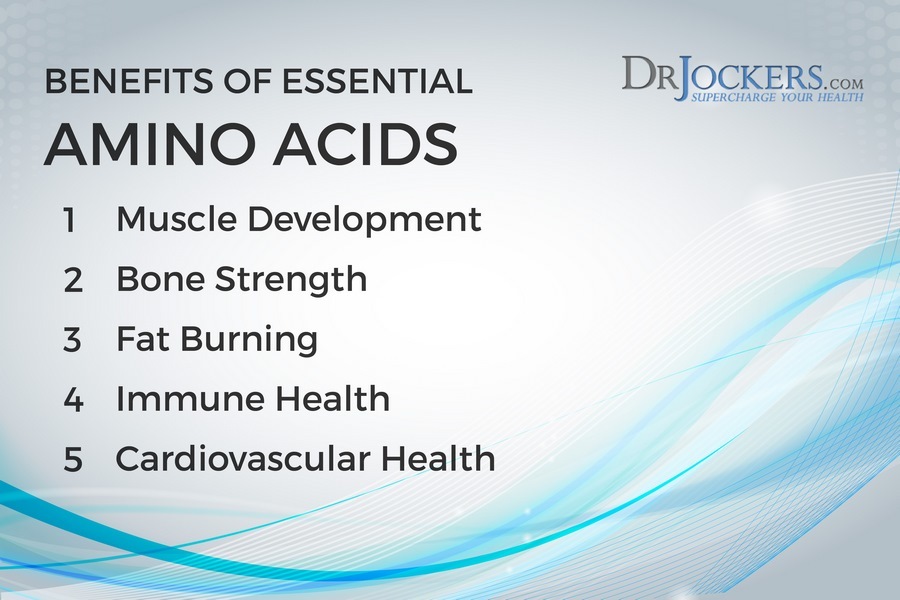 BENEFITS OF ESSENTIAL
AMINO ACIDS
DRJOCKERS.COM
SUPERCHARGE YOUR HEALTH
1 Muscle Development
2 Bone Strength
3 Fat Burning
4 Immune Health
5 Cardiovascular Health